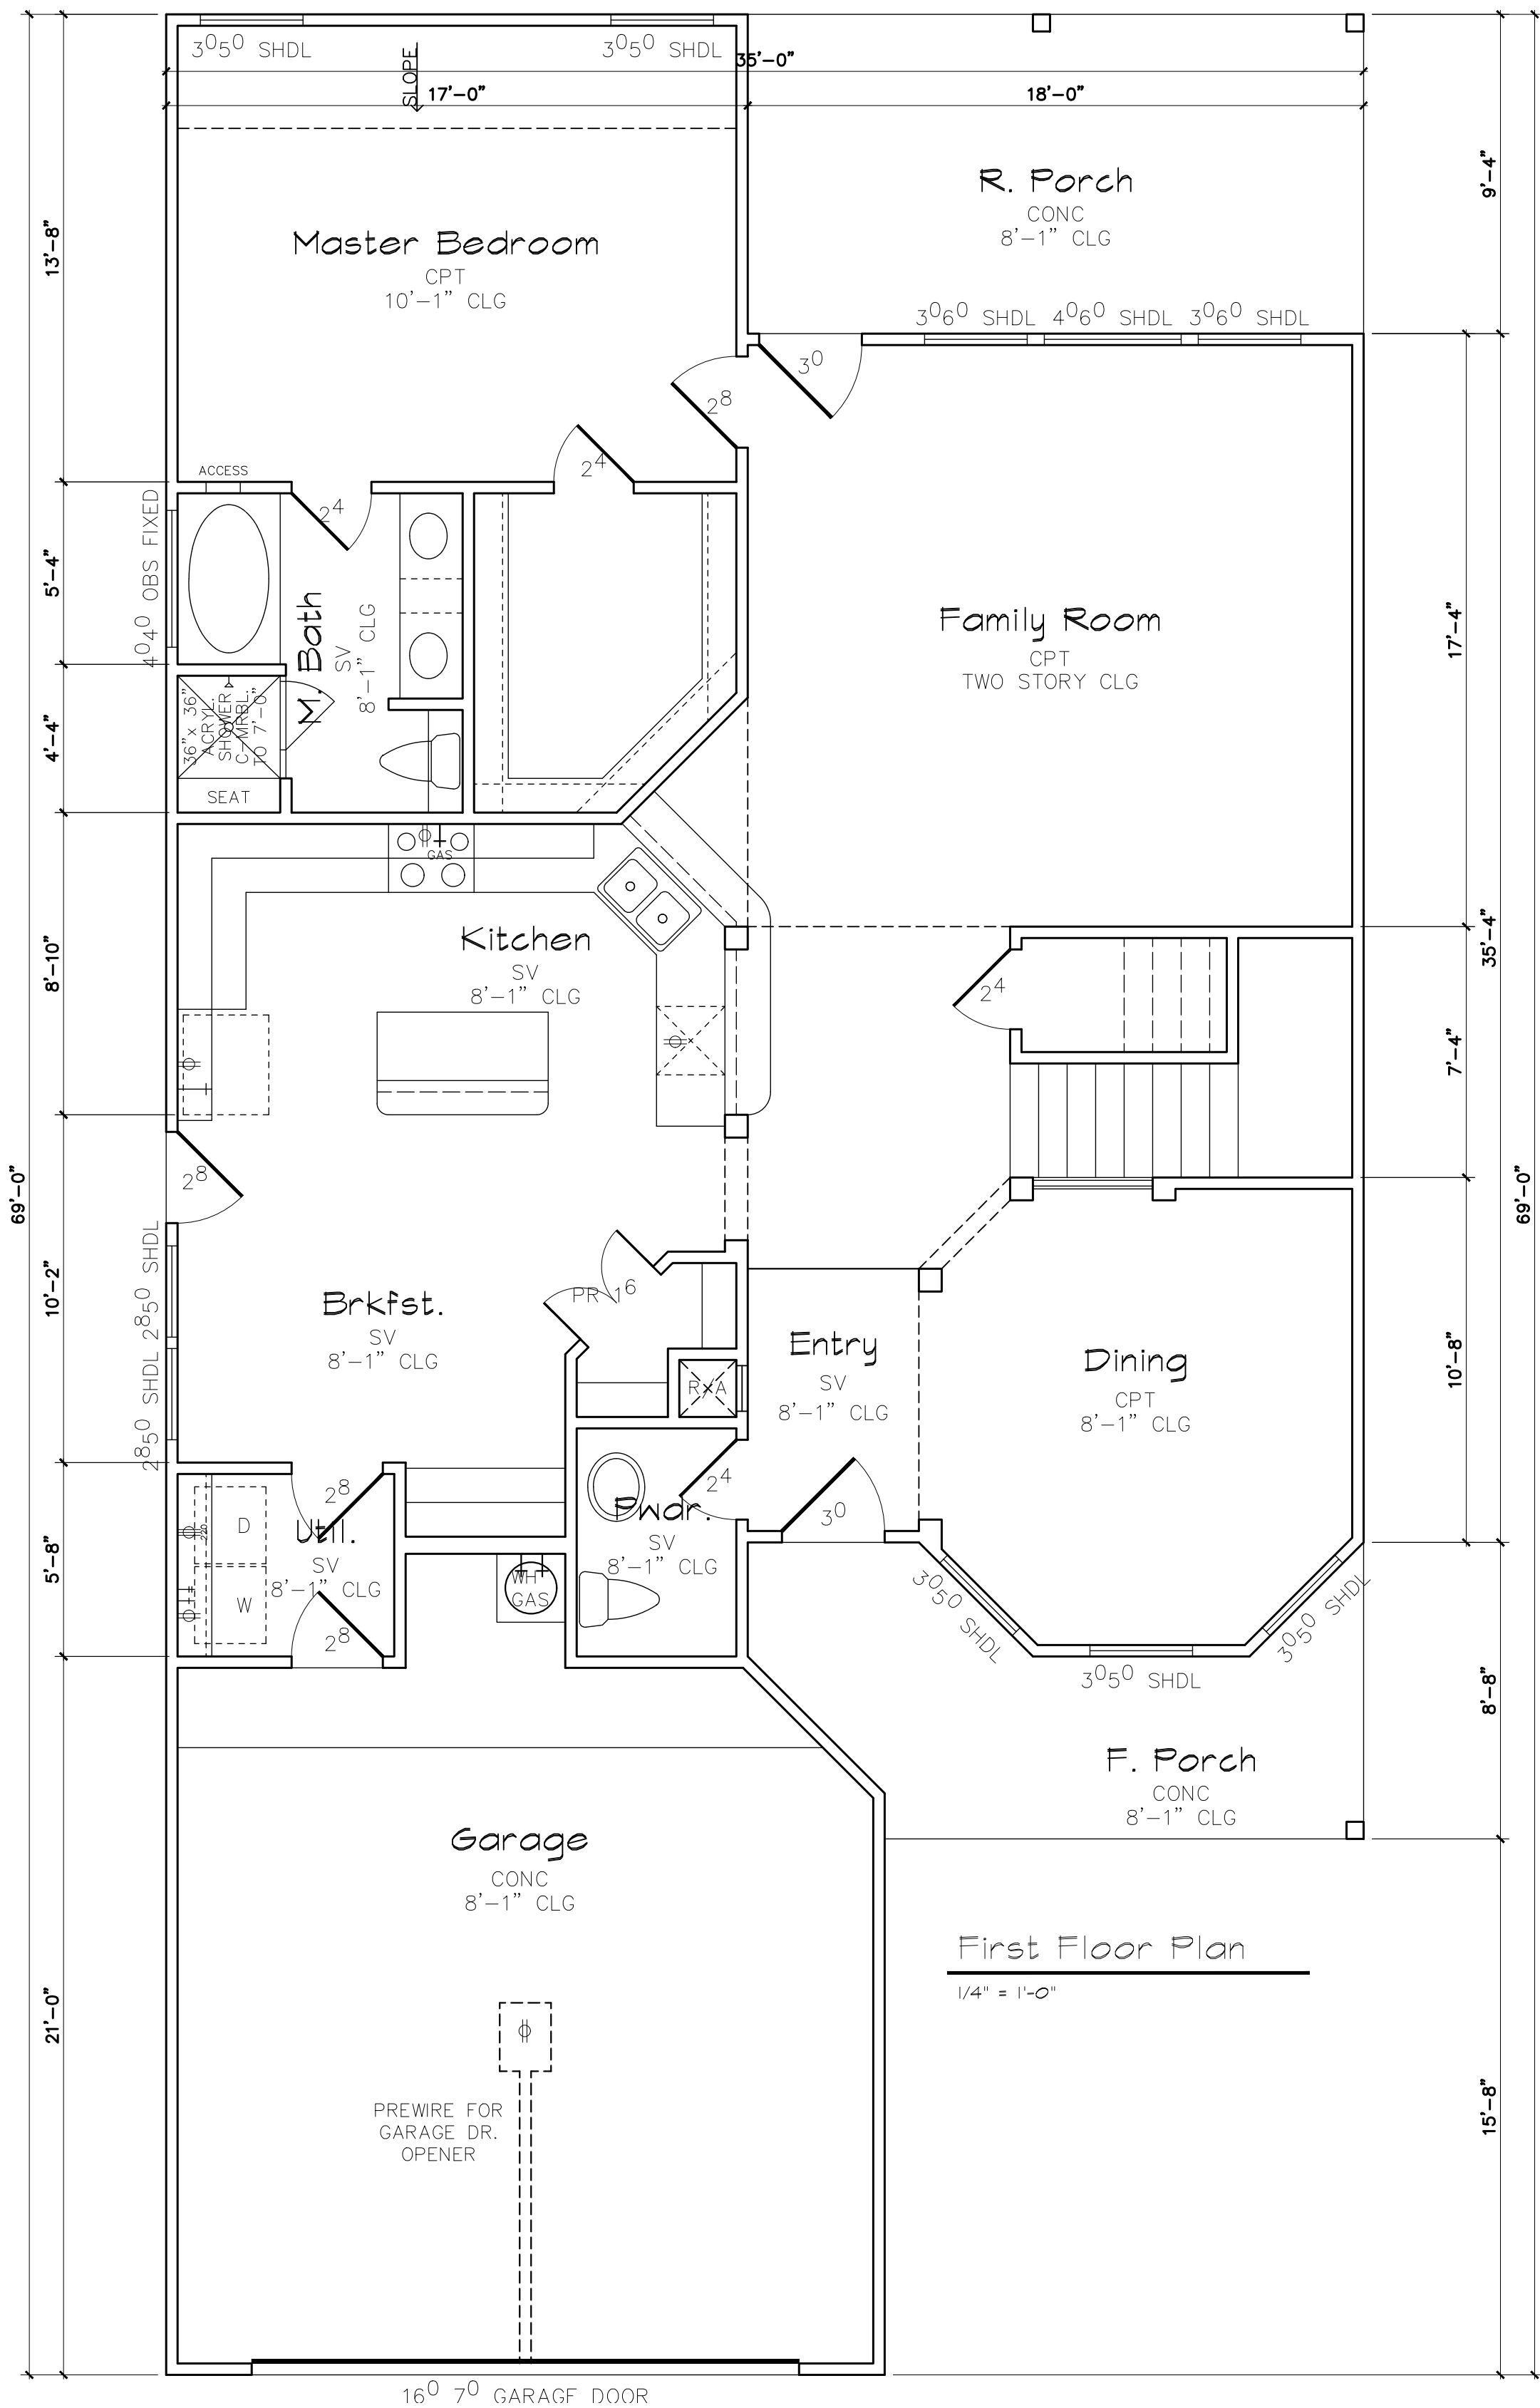 3⁰5⁰ SHDL
3⁰5⁰ SHDL
SLOPE
35'-0"
17'-0"
18'-0"
13'-8"
9'-4"
Master Bedroom
CPT
10'-1" CLG
R. Porch
CONC
8'-1" CLG
3⁰6⁰ SHDL
4⁰6⁰ SHDL
3⁰6⁰ SHDL
3⁰
2⁸
2⁴
ACCESS
2⁴
4⁰4⁰ OBS FIXED
5'-4"
M. Bath
SV
8'-1" CLG
Family Room
CPT
TWO STORY CLG
17'-4"
4'-4"
36"x 36"
ACRYL.
SHOWER
C-MRBL.
TO 7'-0"
SEAT
GAS
Kitchen
SV
8'-1" CLG
8'-10"
35'-4"
2⁴
7'-4"
69'-0"
69'-0"
2⁸
2⁸5⁰ SHDL
2⁸5⁰ SHDL
10'-2"
PR 1⁶
Brkfst.
SV
8'-1" CLG
R/A
Entry
SV
8'-1" CLG
Dining
CPT
8'-1" CLG
10'-8"
2⁸
2⁴
3⁰
D
220
W
Util.
SV
8'-1" CLG
2⁸
5'-8"
WH
GAS
Pwdr.
SV
8'-1" CLG
3⁰5⁰ SHDL
3⁰5⁰ SHDL
3⁰5⁰ SHDL
8'-8"
F. Porch
CONC
8'-1" CLG
Garage
CONC
8'-1" CLG
First Floor Plan
1/4" = 1'-0"
21'-0"
15'-8"
PREWIRE FOR
GARAGE DR.
OPENER
16⁰ 7⁰ GARAGE DOOR